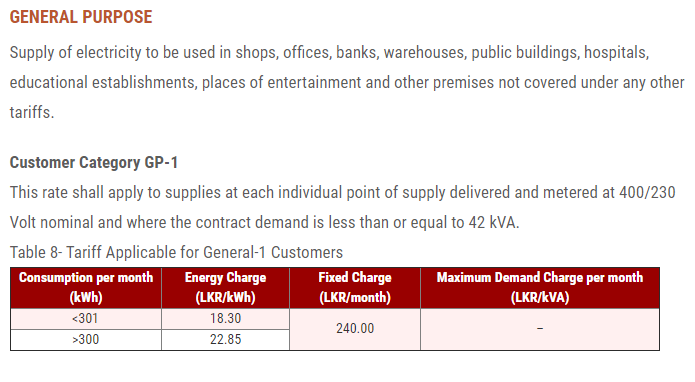 GENERAL PURPOSE
Supply of electricity to be used in shops, offices, banks, warehouses, public buildings, hospitals,
educational establishments, places of entertainment and other premises not covered under any other
tariffs.
Customer Category GP-1
This rate shall apply to supplies at each individual point of supply delivered and metered at 400/230
Volt nominal and where the contract demand is less than or equal to 42 kVA.
Table 8- Tariff Applicable for General-1 Customers
Consumption per month (kWh) Energy Charge (LKR/kWh) Fixed Charge (LKR/month) Maximum Demand Charge per month (LKR/kVA)
<301 18.30 240.00 –
>300 22.85